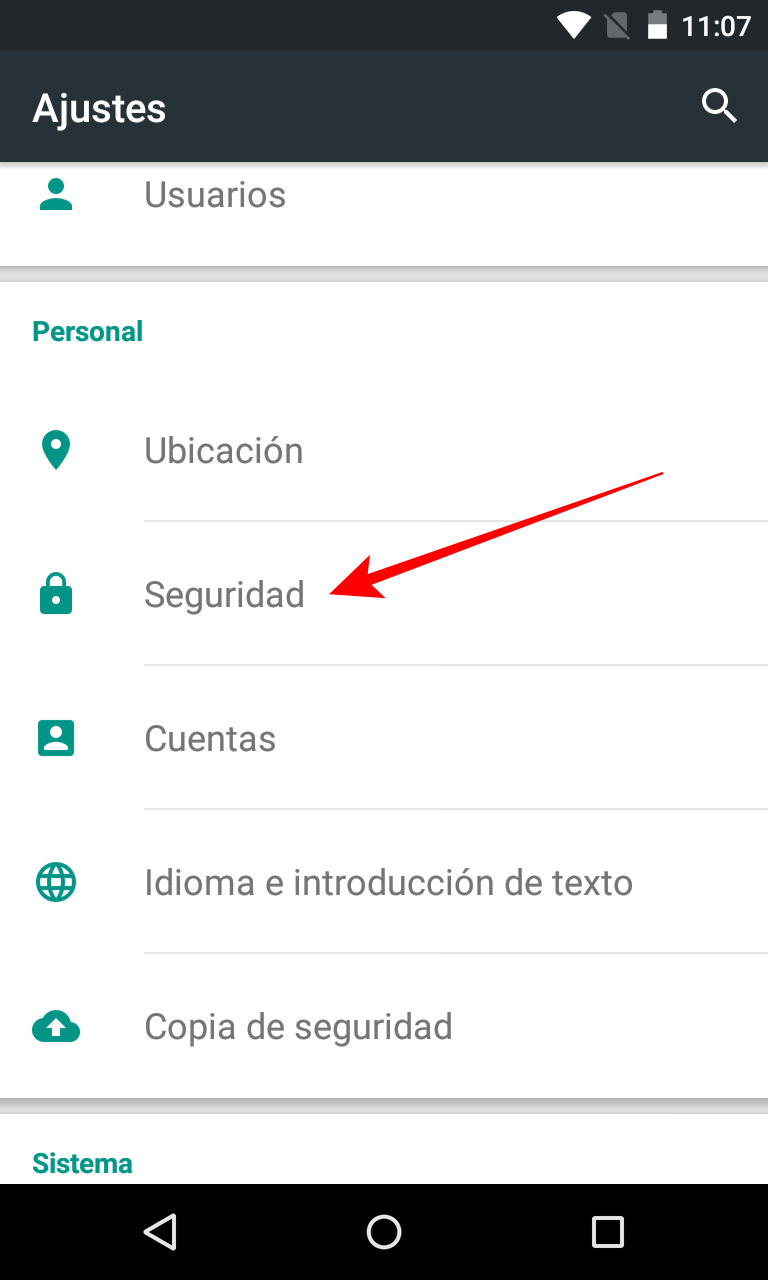 11:07
Ajustes
Usuarios
Personal
Ubicación
Seguridad
Cuentas
Idioma e introducción de texto
Copia de seguridad
Sistema